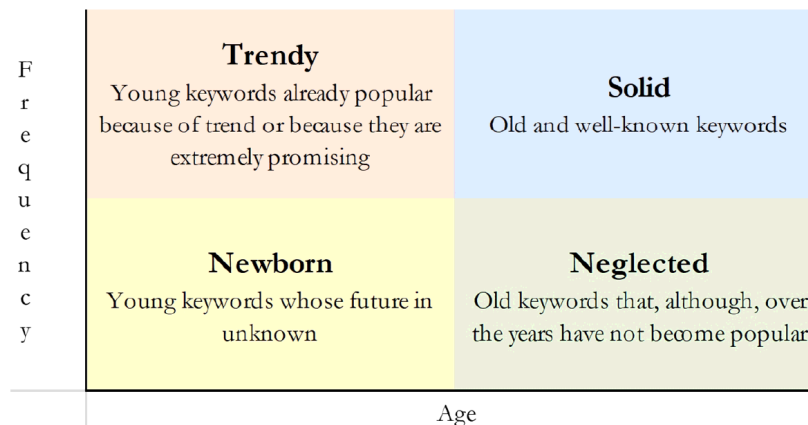 Frequency
Trendy
Young keywords already popular
because of trend or because they are
extremely promising
Solid
Old and well-known keywords
Newborn
Young keywords whose future in
unknown
Neglected
Old keywords that, although, over
the years have not become popular
Age